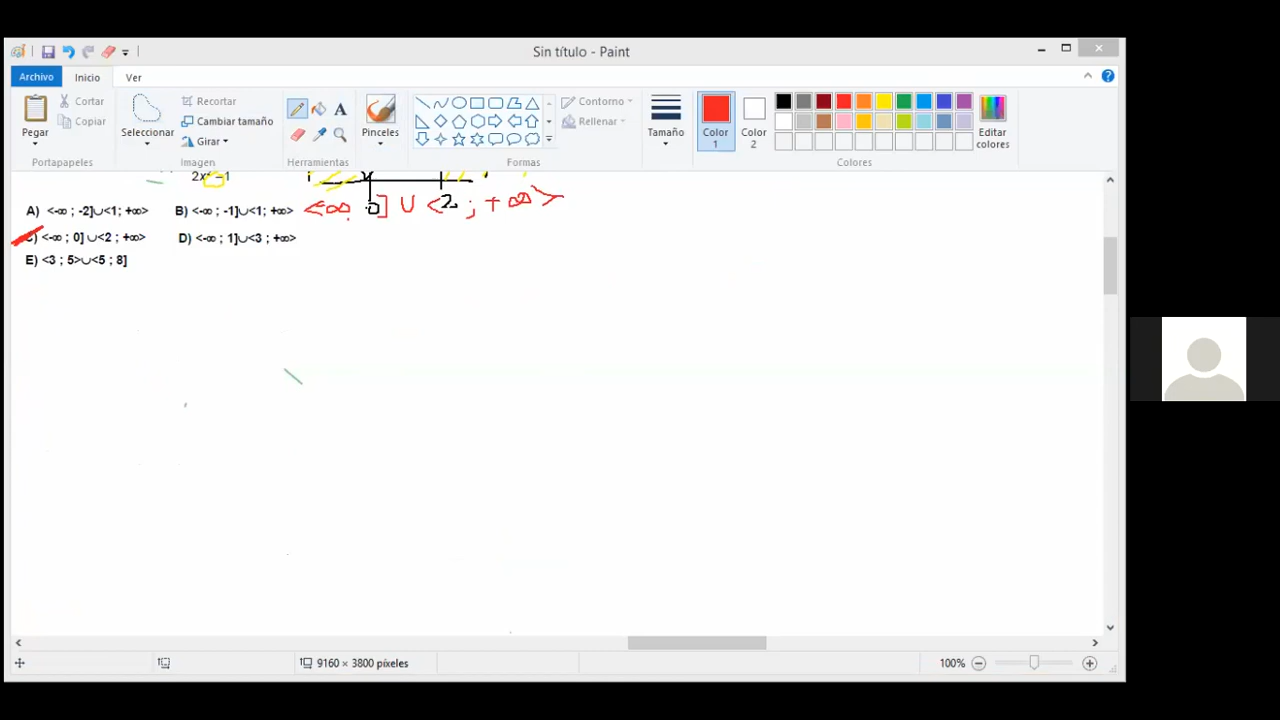 Sin título - Paint
Archivo Inicio Ver
Pegar
Cortar
Copiar
Portapapeles
Seleccionar
Recortar
Cambiar tamaño
Girar
Imagen
A
Herramientas
Pinceles
Contorno
Rellenar
Formas
Tamaño
Color 1
Color 2
Editar colores
Colores
A) <-∞ ; -2]∪<1; +∞> B) <-∞ ; -1]∪<1; +∞>
<∞ ; 0] ∪ <2 ; +∞>
C) <-∞ ; 0] ∪<2 ; +∞> D) <-∞ ; 1]∪<3 ; +∞>
E) <3 ; 5>∪<5 ; 8]
9160 × 3800 píxeles 100%